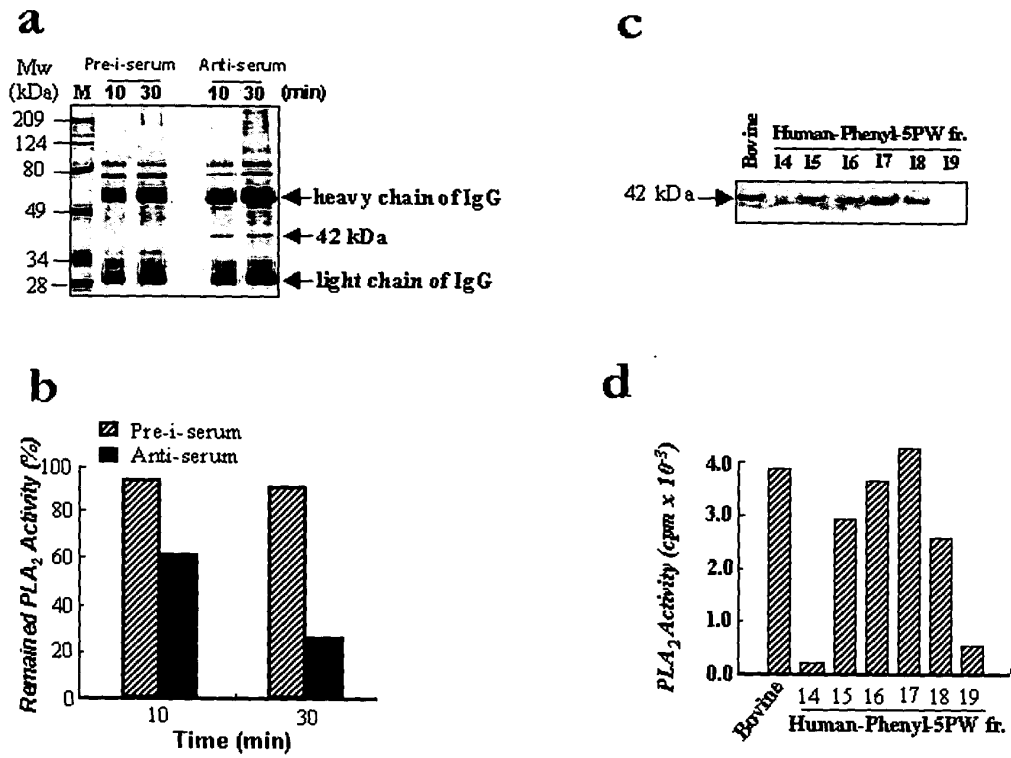 a
Pre-i-serum Anti-serum
Mw
(kDa) M 10 30 10 30 (min)
209
124
80
49
34
28
heavy chain of IgG
42 kDa
light chain of IgG
c
Bovine
Human-Phenyl-5PW fr.
14 15 16 17 18 19
42 kDa
b
Pre-i-serum
Anti-serum
Remained PLA2 Activity (%)
100
80
60
40
20
0
10 30
Time (min)
d
PLA2 Activity (cpm x 10-3)
4.0
3.0
2.0
1.0
0.0
Bovine
14 15 16 17 18 19
Human-Phenyl-5PW fr.